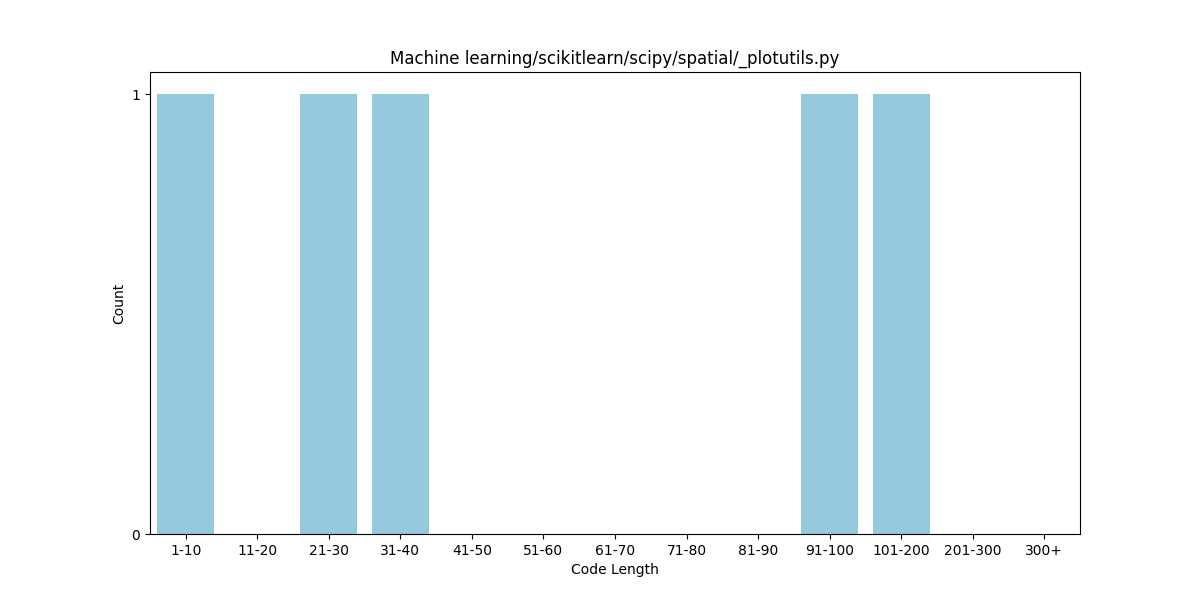 Machine learning/scikitlearn/scipy/spatial/_plotutils.py
1
Count
0
1-10 11-20 21-30 31-40 41-50 51-60 61-70 71-80 81-90 91-100 101-200 201-300 300+
Code Length